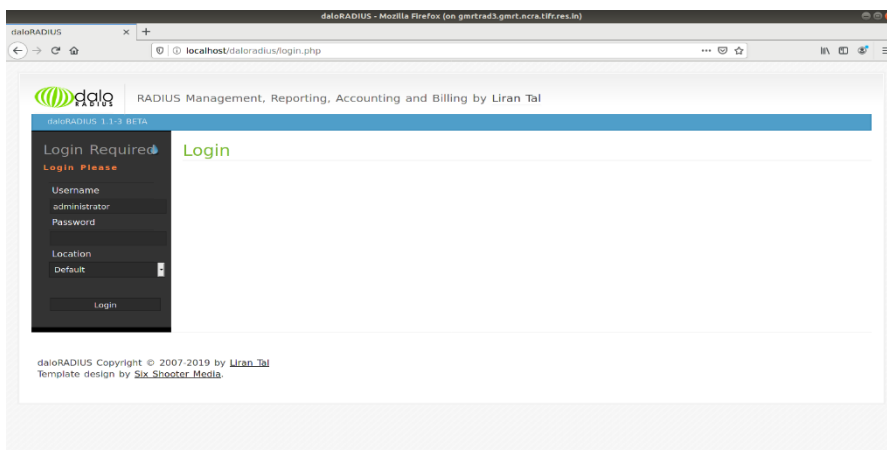 daloRADIUS - Mozilla Firefox (on gmrtrad3.gmrt.ncra.tifr.res.in)
daloRADIUS × +
localhost/daloradius/login.php
dalo RADIUS
RADIUS Management, Reporting, Accounting and Billing by Liran Tal
daloRADIUS 1.1-3 BETA
Login Required
Login
Login Please
Username
administrator
Password
Location
Default
Login
daloRADIUS Copyright © 2007-2019 by Liran Tal
Template design by Six Shooter Media.